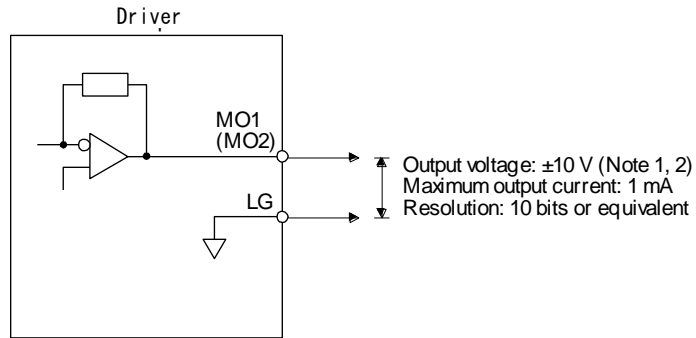 Driver
MO1
(MO2)
LG
Output voltage: ±10 V (Note 1, 2)
Maximum output current: 1 mA
Resolution: 10 bits or equivalent